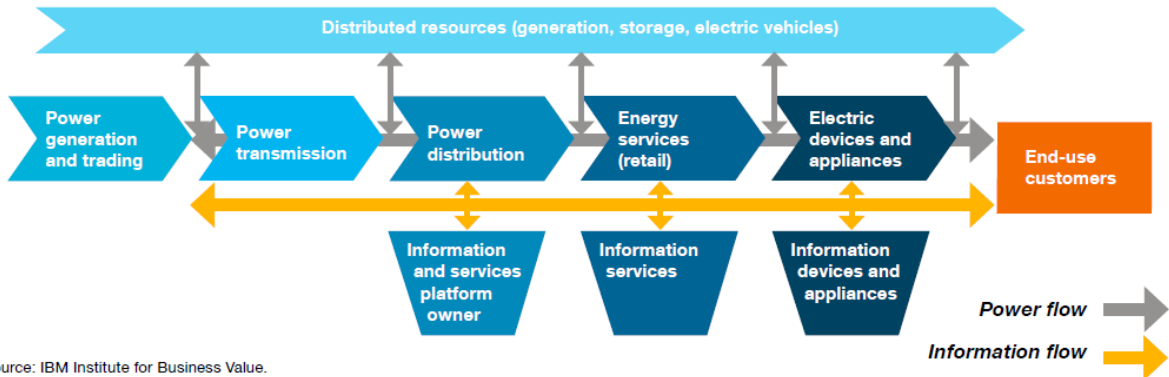 Distributed resources (generation, storage, electric vehicles)
Power
generation
and trading
Power
transmission
Power
distribution
Energy
services
(retail)
Electric
devices and
appliances
End-use
customers
Information
and services
platform
owner
Information
services
Information
devices and
appliances
Power flow
Information flow
urce: IBM Institute for Business Value.